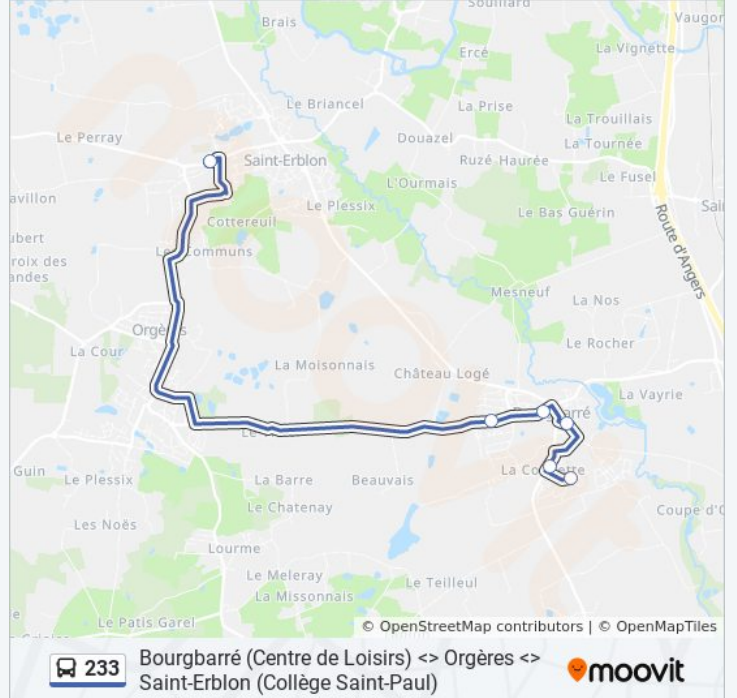 Souillard
Vaugor
Brais
Ercé
La Vignette
Le Briancel
La Prise
La Trouillais
Le Perray
Douazel
La Tournée
Saint-Erblon
Ruzé Haurée
Le Fusel
L'Ourmais
avillon
Le Plessix
Sai
Le Bas Guérin
Cottereuil
ubert
Route d'Angers
roix des
andes
Mesneuf
La Nos
Le Rocher
La Cour
La Moisonnais
Château Logé
La Vayrie
Guin
Le Plessix
La Barre
Beauvais
Le Chatenay
Coupe d'O
Les Noës
Lourme
Le Meleray
Le Teilleul
La Missonnais
Le Patis Garel
© OpenStreetMap contributors | © OpenMapTiles
233
Bourgbarré (Centre de Loisirs) <> Orgères <>
Saint-Erblon (Collège Saint-Paul)
moovit